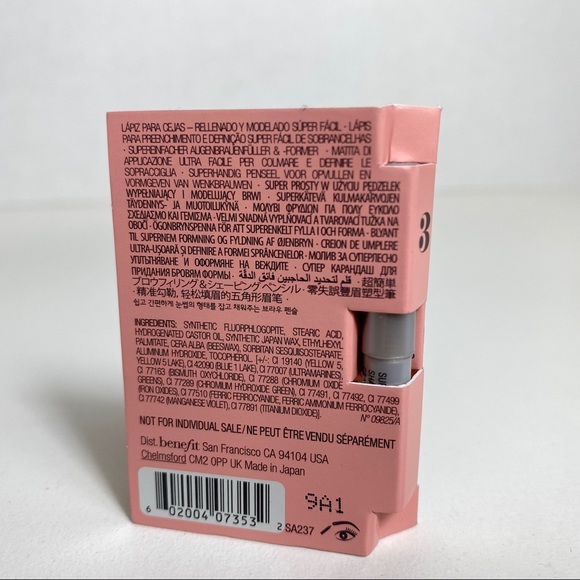 LÁPIZ PARA CEJAS – RELLENADO Y MODELADO SÚPER FÁCIL · LÁPIS
PARA PREENCHIMENTO E DEFINIÇÃO SUPER FÁCIL DE SOBRANCELHAS
· SUPEREINFACHER AUGENBRAUENFÜLLER & -FORMER · MATITA DI
APPLICAZONE ULTRA FACILE PER COLMARE E DEFINIRE LE
SOPRACCIGLIA · SUPERHANDIG PENSEEL VOOR OPVULLEN EN
VORMGEVEN VAN WENKBRAUWEN · SUPER PROSTY W UŻYCIU PĘDZELEK
WYPEŁNIAJĄCY I MODELUJĄCY BRWI · SUPERKÄTEVÄ KULMAKARVOJEN
TÄYDENNYS- JA MUOTOILUKYNÄ · ΜΟΛΥΒΙ ΦΡΥΔΙΩΝ ΓΙΑ ΠΟΛΥ ΕΥΚΟΛΟ
ΣΧΕΔΙΑΣΜΟ ΚΑΙ ΓΕΜΙΣΜΑ · VELMI SNADNÁ VYPLŇOVACÍ A TVAROVACÍ TUŽKA NA
OBOČÍ · ÖGONBRYNSPENNA FÖR ATT SUPERENKELT FYLLA I OCH FORMA · BLYANT
TIL SUPERNEM FORMNING OG FYLDNING AF ØJENBRYN · CREION DE UMPLERE
ULTRA-UȘOARĂ ȘI DEFINIRE A FORMEI SPRÂNCENELOR · МОЛИВ ЗА СУПЕРЛЕСНО
УПЛЪТНЯВАНЕ И ОФОРМЯНЕ НА ВЕЖДИТЕ · СУПЕР КАРАНДАШ ДЛЯ
ПРИДАНИЯ БРОВЯМ ФОРМЫ · قلم لتحديد الحاجبين فائق الدقّة · 超簡単
ブロウフィリング&シェーピング ペンシル · 零失誤豐眉塑型筆
· 精准勾勒, 轻松填眉的五角形眉笔 ·
쉽고 간편하게 눈썹의 형태를 잡고 채워주는 브라우 펜슬
INGREDIENTS: SYNTHETIC FLUORPHLOGOPITE, STEARIC ACID,
HYDROGENATED CASTOR OIL, SYNTHETIC JAPAN WAX, ETHYLHEXYL
PALMITATE, CERA ALBA (BEESWAX), SORBITAN SESQUIISOSTEARATE,
ALUMINUM HYDROXIDE, TOCOPHEROL. [+/-: CI 19140 (YELLOW 5,
YELLOW 5 LAKE), CI 42090 (BLUE 1 LAKE), CI 77007 (ULTRAMARINES),
CI 77163 (BISMUTH OXYCHLORIDE), CI 77288 (CHROMIUM OXIDE
GREENS), CI 77289 (CHROMIUM HYDROXIDE GREEN), CI 77491, CI 77492, CI 77499
(IRON OXIDES), CI 77510 (FERRIC FERROCYANIDE, FERRIC AMMONIUM FERROCYANIDE),
CI 77742 (MANGANESE VIOLET), CI 77891 (TITANIUM DIOXIDE)].
N° 09825/A
NOT FOR INDIVIDUAL SALE/NE PEUT ÊTRE VENDU SÉPARÉMENT
Dist. benefit San Francisco CA 94104 USA
Chelmsford CM2 0PP UK Made in Japan
6 02004 07353 2
9A1
SA237
3